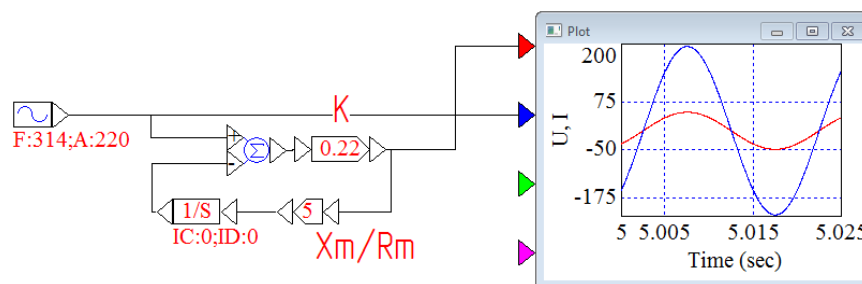 Plot
200
75
-50
-175
U, I
5 5.005 5.015 5.025
Time (sec)
K
F:314;A:220
+
Σ
-
0.22
1/S
5
IC:0;ID:0
Xm/Rm